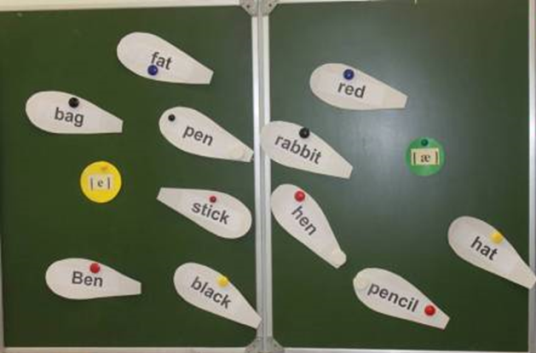 fat
bag
pen
[ e ]
stick
Ben
black
red
rabbit
[ æ ]
hen
hat
pencil